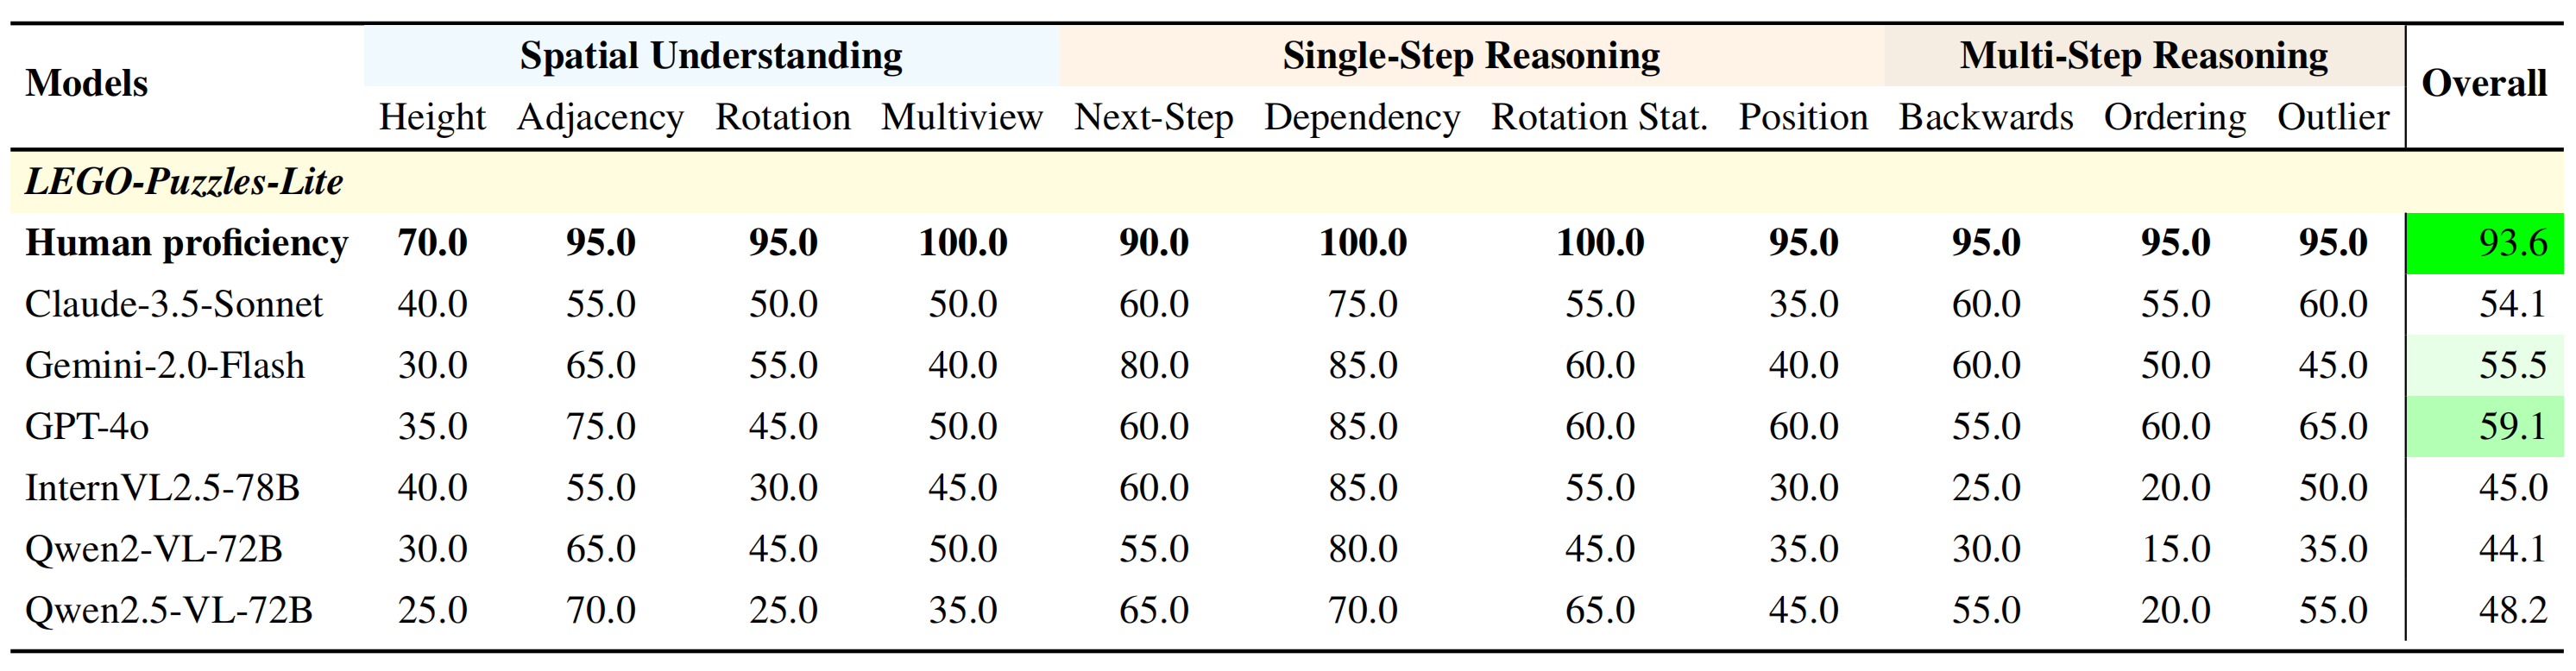 Models Spatial Understanding Single-Step Reasoning Multi-Step Reasoning Overall
Height Adjacency Rotation Multiview Next-Step Dependency Rotation Stat. Position Backwards Ordering Outlier
LEGO-Puzzles-Lite
Human proficiency 70.0 95.0 95.0 100.0 90.0 100.0 100.0 95.0 95.0 95.0 95.0 93.6
Claude-3.5-Sonnet 40.0 55.0 50.0 50.0 60.0 75.0 55.0 35.0 60.0 55.0 60.0 54.1
Gemini-2.0-Flash 30.0 65.0 55.0 40.0 80.0 85.0 60.0 40.0 60.0 50.0 45.0 55.5
GPT-4o 35.0 75.0 45.0 50.0 60.0 85.0 60.0 60.0 55.0 60.0 65.0 59.1
InternVL2.5-78B 40.0 55.0 30.0 45.0 60.0 85.0 55.0 30.0 25.0 20.0 50.0 45.0
Qwen2-VL-72B 30.0 65.0 45.0 50.0 55.0 80.0 45.0 35.0 30.0 15.0 35.0 44.1
Qwen2.5-VL-72B 25.0 70.0 25.0 35.0 65.0 70.0 65.0 45.0 55.0 20.0 55.0 48.2